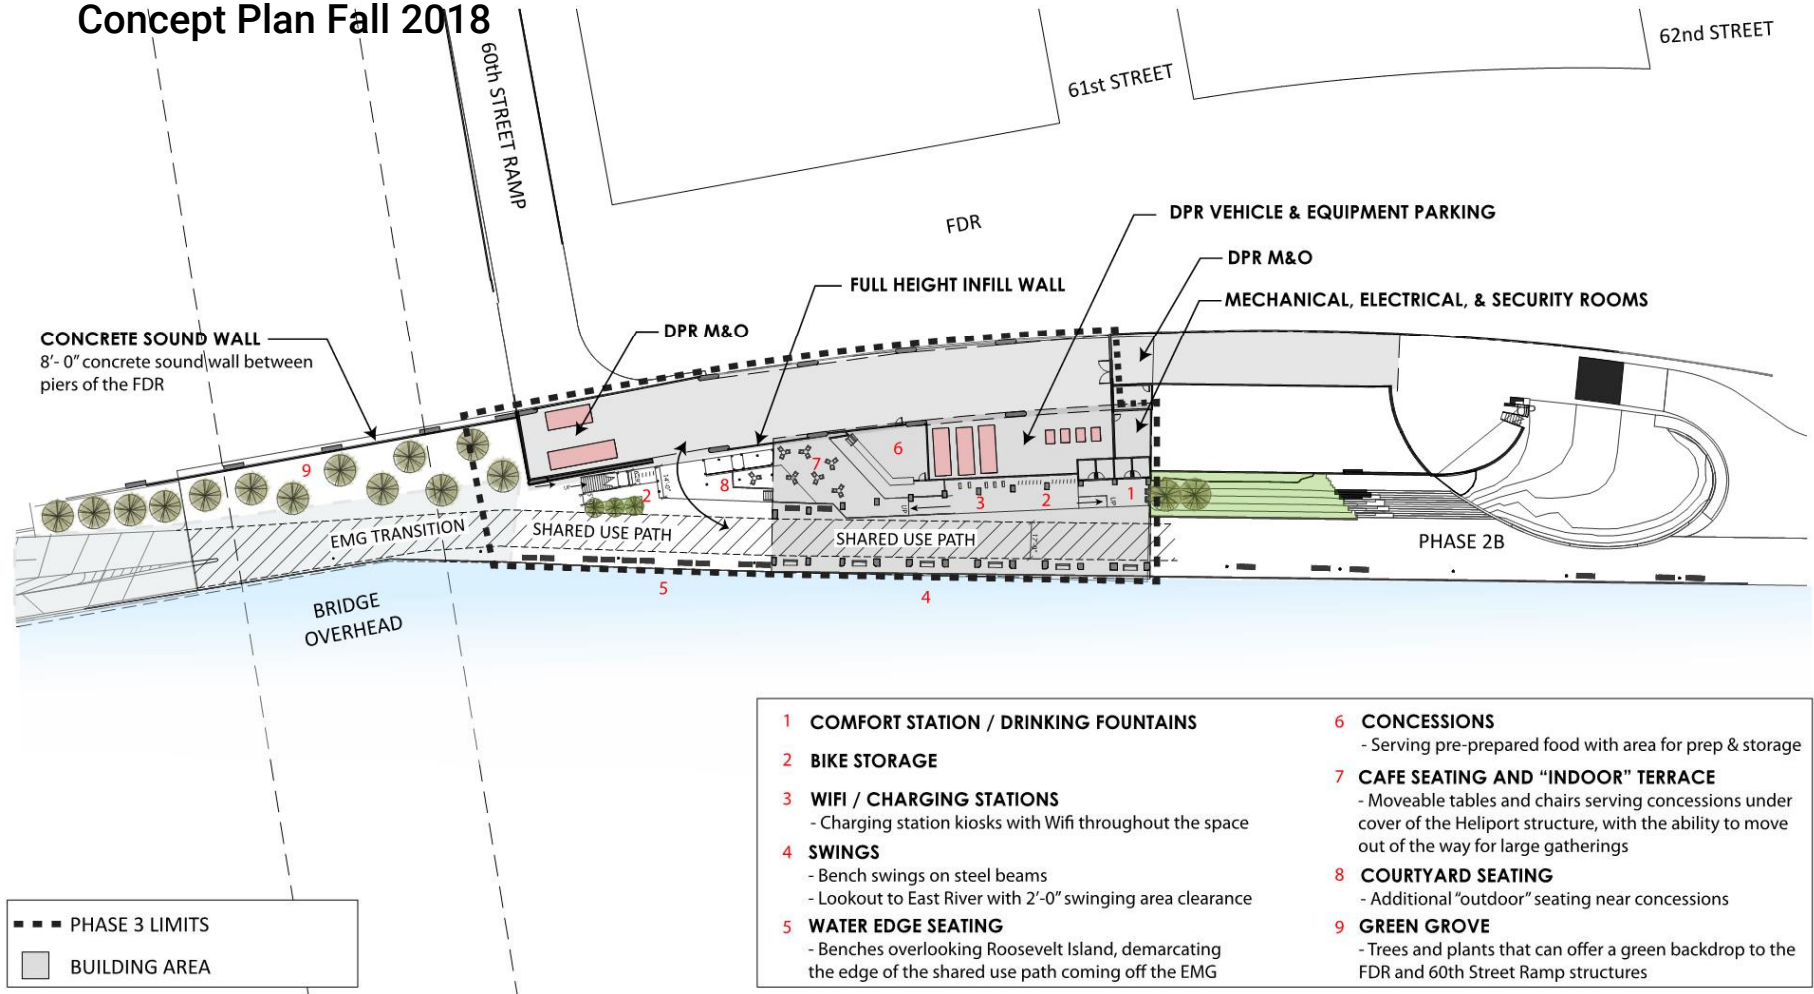 Concept Plan Fall 2018
62nd STREET
61st STREET
60th STREET RAMP
FDR
DPR VEHICLE & EQUIPMENT PARKING
DPR M&O
MECHANICAL, ELECTRICAL, & SECURITY ROOMS
FULL HEIGHT INFILL WALL
DPR M&O
CONCRETE SOUND WALL
8'- 0" concrete sound wall between
piers of the FDR
9
7
6
8
2
3
2
1
UP
UP
EMG TRANSITION
SHARED USE PATH
SHARED USE PATH
PHASE 2B
5
4
BRIDGE
OVERHEAD
1 COMFORT STATION / DRINKING FOUNTAINS
2 BIKE STORAGE
3 WIFI / CHARGING STATIONS
- Charging station kiosks with Wifi throughout the space
4 SWINGS
- Bench swings on steel beams
- Lookout to East River with 2'-0" swinging area clearance
5 WATER EDGE SEATING
- Benches overlooking Roosevelt Island, demarcating
the edge of the shared use path coming off the EMG
6 CONCESSIONS
- Serving pre-prepared food with area for prep & storage
7 CAFE SEATING AND “INDOOR” TERRACE
- Moveable tables and chairs serving concessions under
cover of the Heliport structure, with the ability to move
out of the way for large gatherings
8 COURTYARD SEATING
- Additional “outdoor” seating near concessions
9 GREEN GROVE
- Trees and plants that can offer a green backdrop to the
FDR and 60th Street Ramp structures
PHASE 3 LIMITS
BUILDING AREA